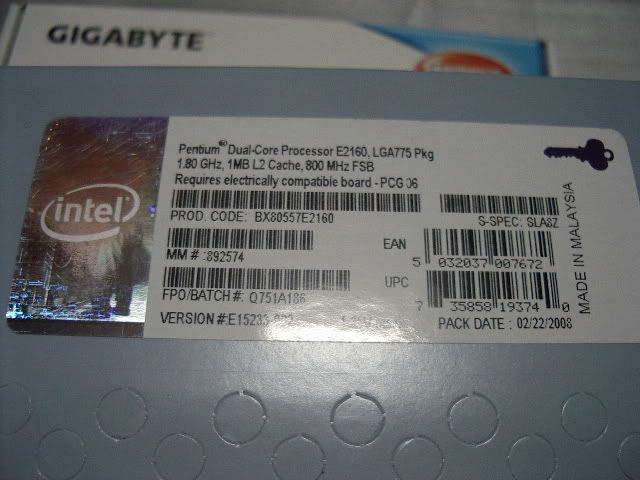 GIGABYTE™
intel
Pentium® Dual-Core Processor E2160, LGA775 Pkg
1.80 GHz, 1MB L2 Cache, 800 MHz FSB
Requires electrically compatible board - PCG 06
PROD. CODE: BX80557E2160
S-SPEC: SLA8Z
MM #: 892574
EAN
5 032037 007672
FPO/BATCH #: Q751A186
UPC
7 35858 19374 0
VERSION #:E15233-
PACK DATE : 02/22/2008
MADE IN MALAYSIA